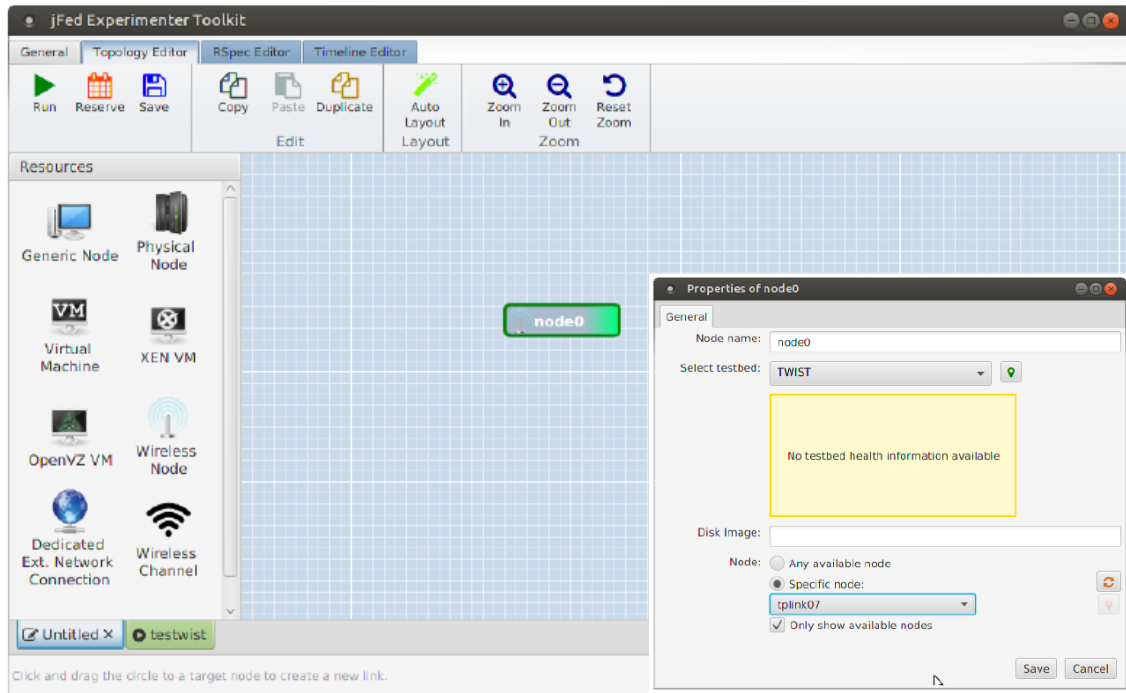 jFed Experimenter Toolkit
General Topology Editor RSpec Editor Timeline Editor
Run Reserve Save Copy Paste Duplicate Auto Layout Zoom In Zoom Out Reset Zoom
Edit Layout Zoom
Resources
Generic Node
Physical
Node
VM
Virtual
Machine
XEN VM
OpenVZ VM
Wireless
Node
Dedicated
Ext. Network
Connection
Wireless
Channel
node0
Properties of node0
General
Node name: node0
Select testbed: TWIST
No testbed health information available
Disk Image:
Node: Any available node
Specific node:
tplink07
Only show available nodes
Save Cancel
Untitled X testwist
Click and drag the circle to a target node to create a new link.